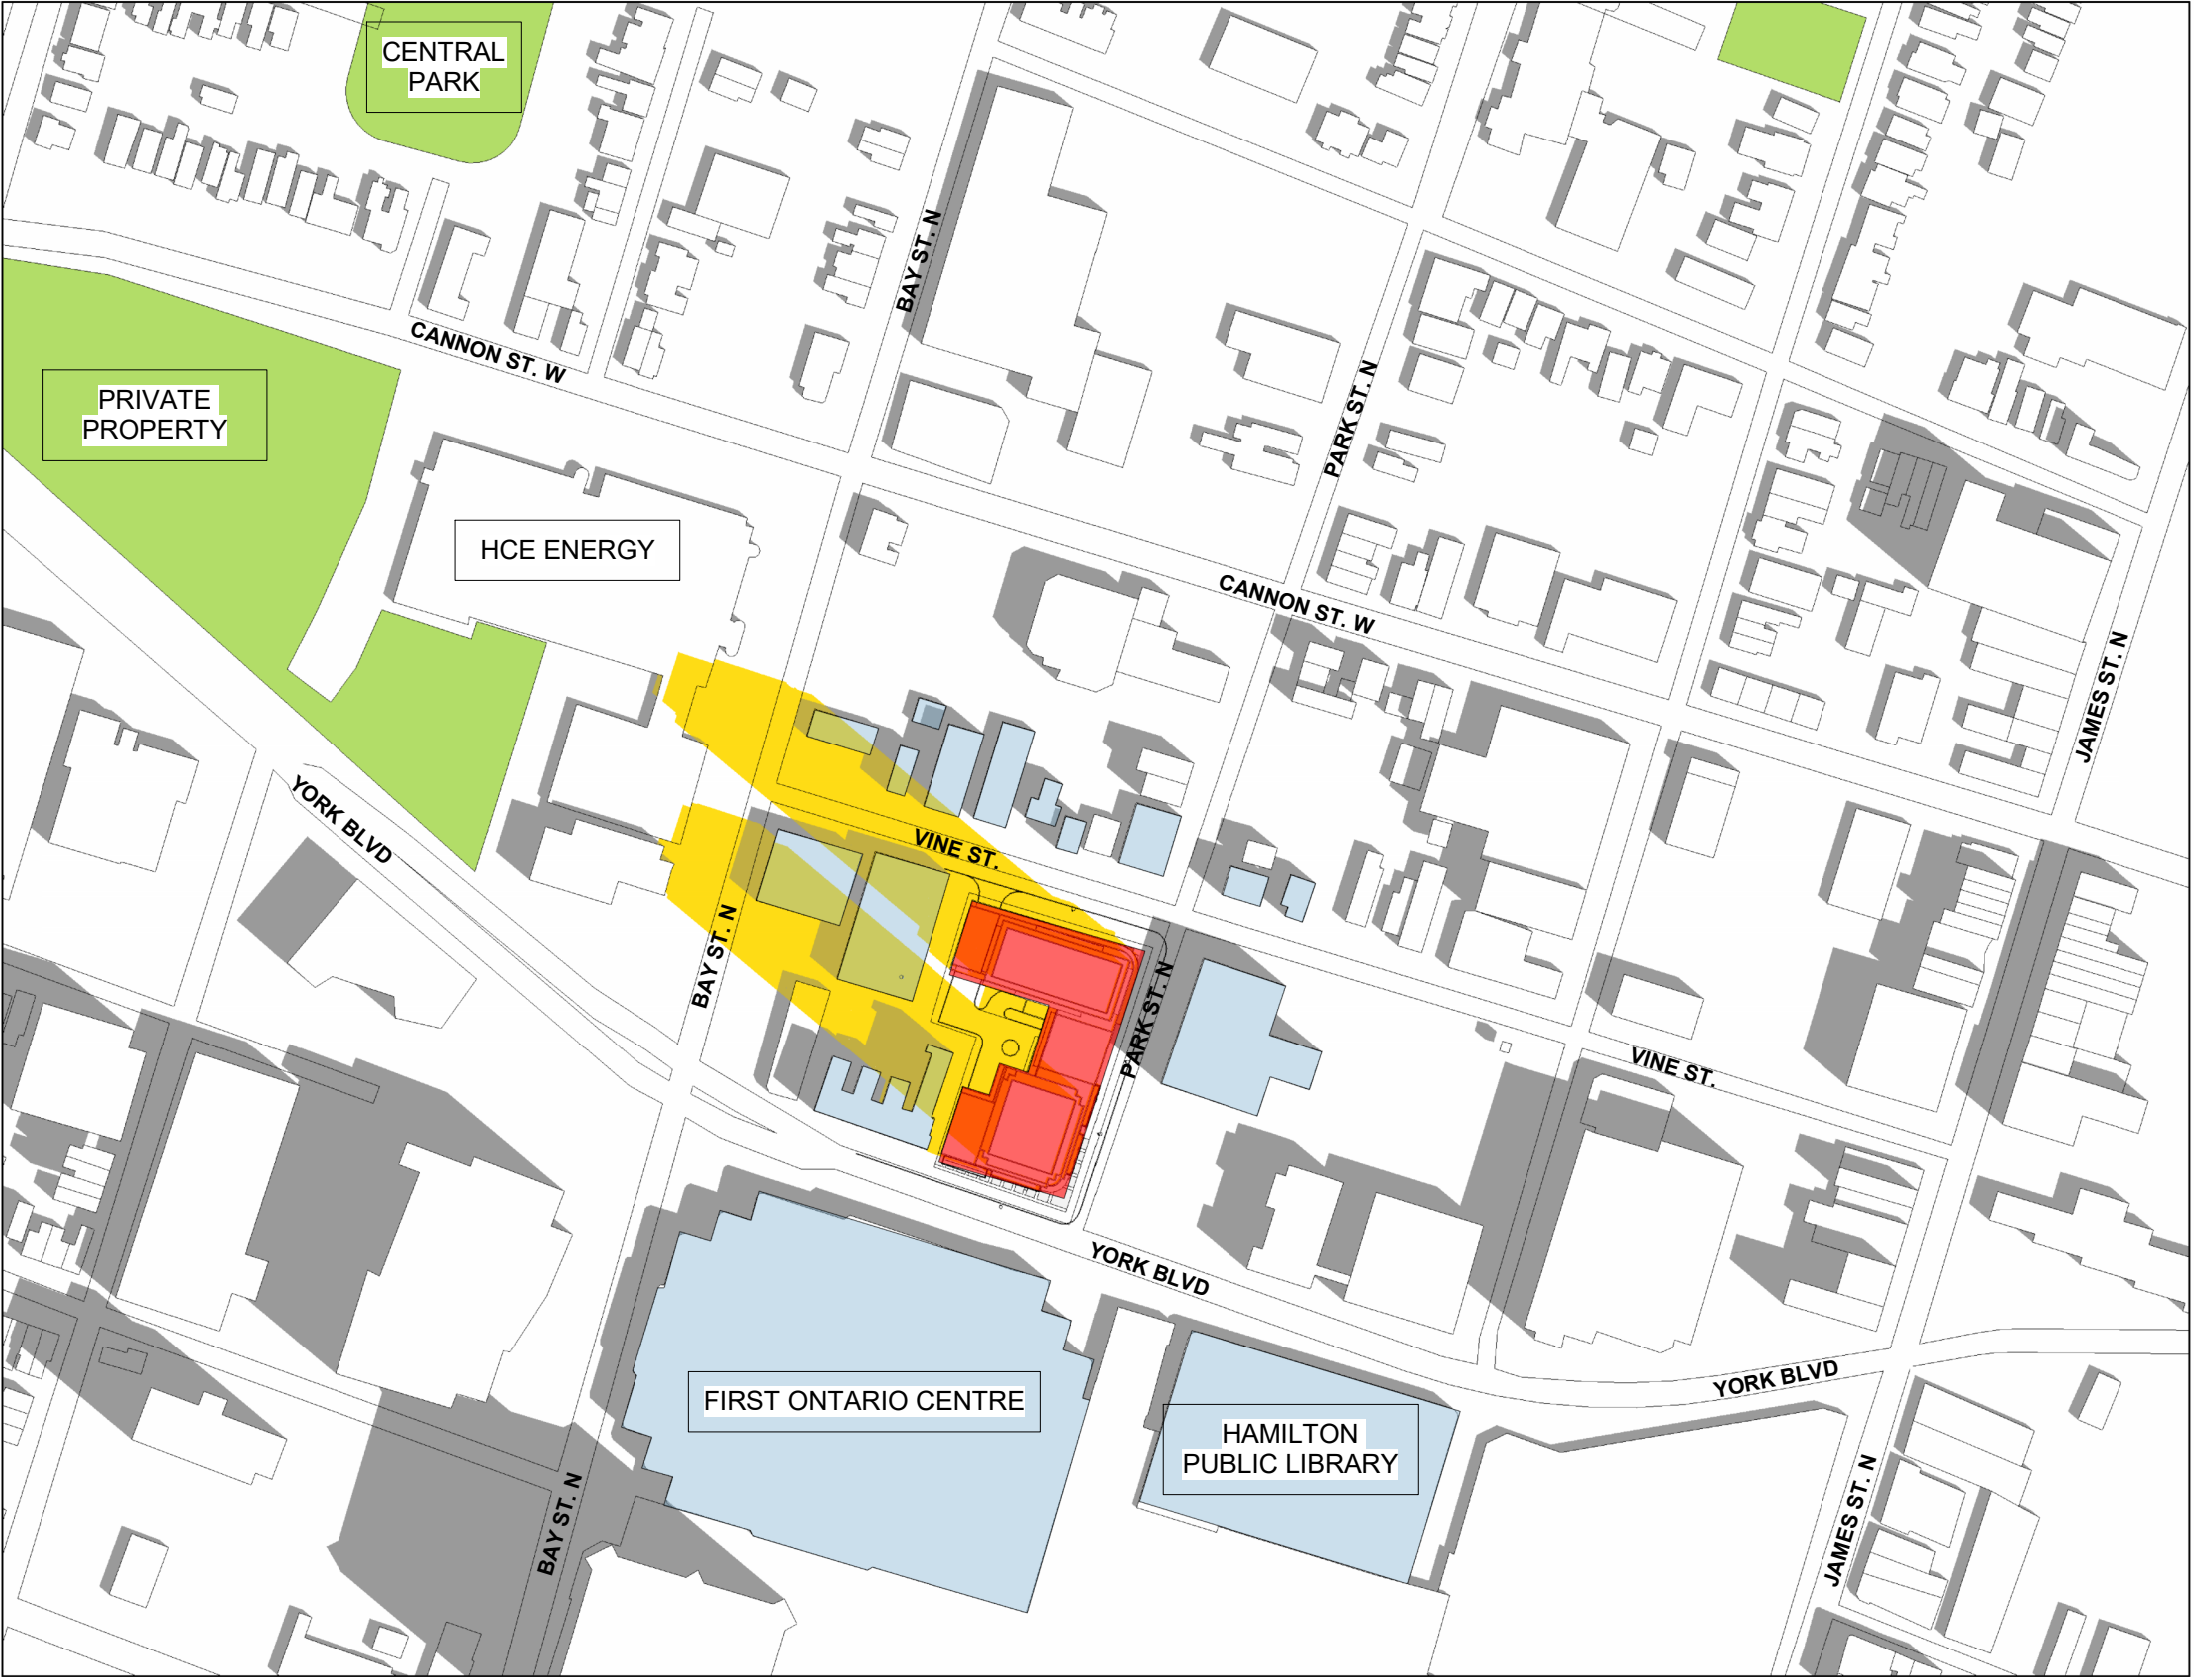 CENTRAL
PARK
BAY ST. N
CANNON ST. W
PRIVATE
PROPERTY
PARK ST. N
HCE ENERGY
CANNON ST. W
JAMES ST. N
YORK BLVD
VINE ST.
BAY ST. N
PARK ST. N
VINE ST.
YORK BLVD
FIRST ONTARIO CENTRE
YORK BLVD
HAMILTON
PUBLIC LIBRARY
BAY ST. N
JAMES ST. N